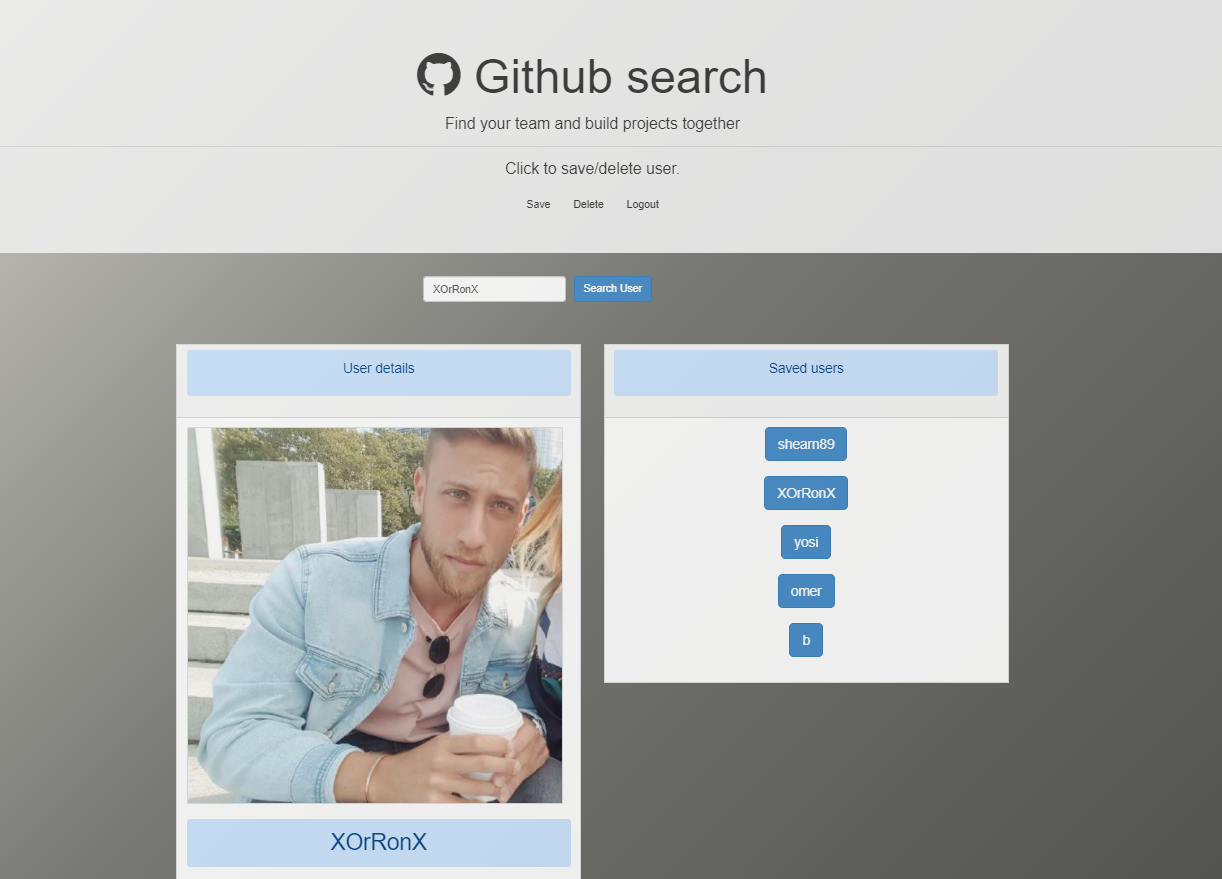 Github search
Find your team and build projects together
Click to save/delete user.
Save Delete Logout
XOrRonX Search User
User details
XOrRonX
Saved users
shearn89
XOrRonX
yosi
omer
b